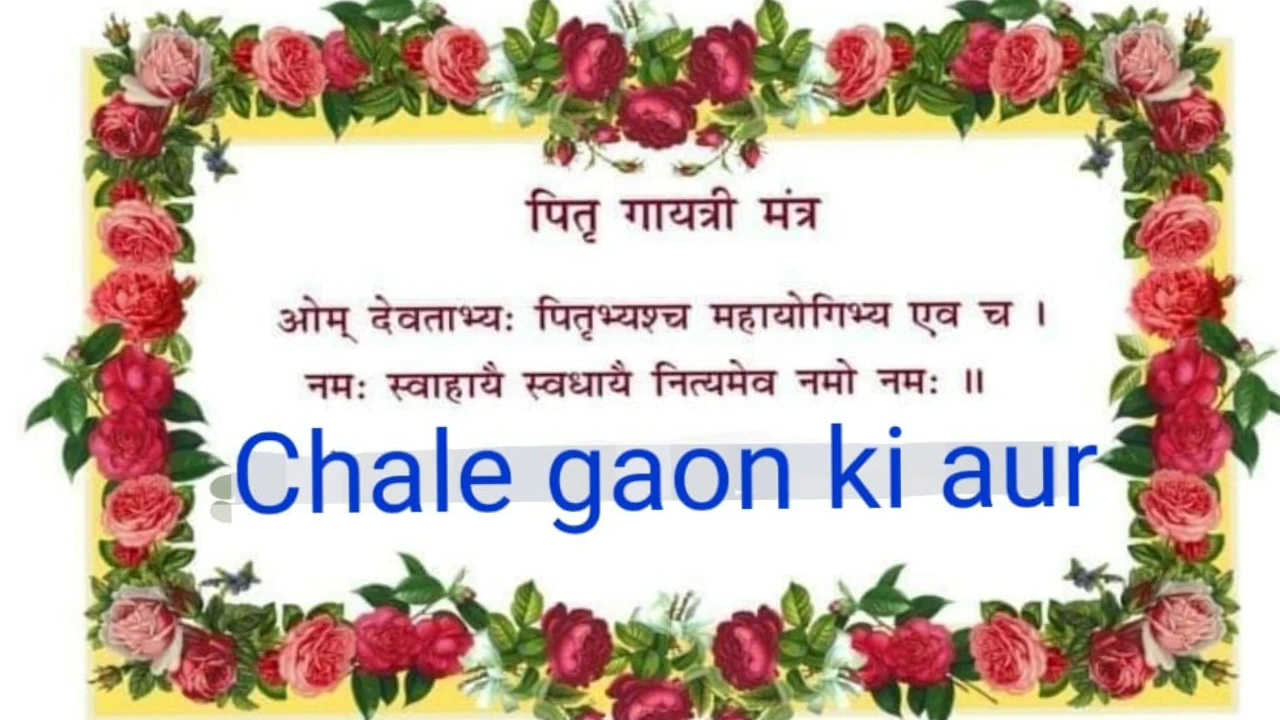 पितृ गायत्री मंत्र
ओम् देवताभ्यः पितृभ्यश्च महायोगिभ्य एव च ।
नमः स्वाहायै स्वधायै नित्यमेव नमो नमः ॥
Chale gaon ki aur